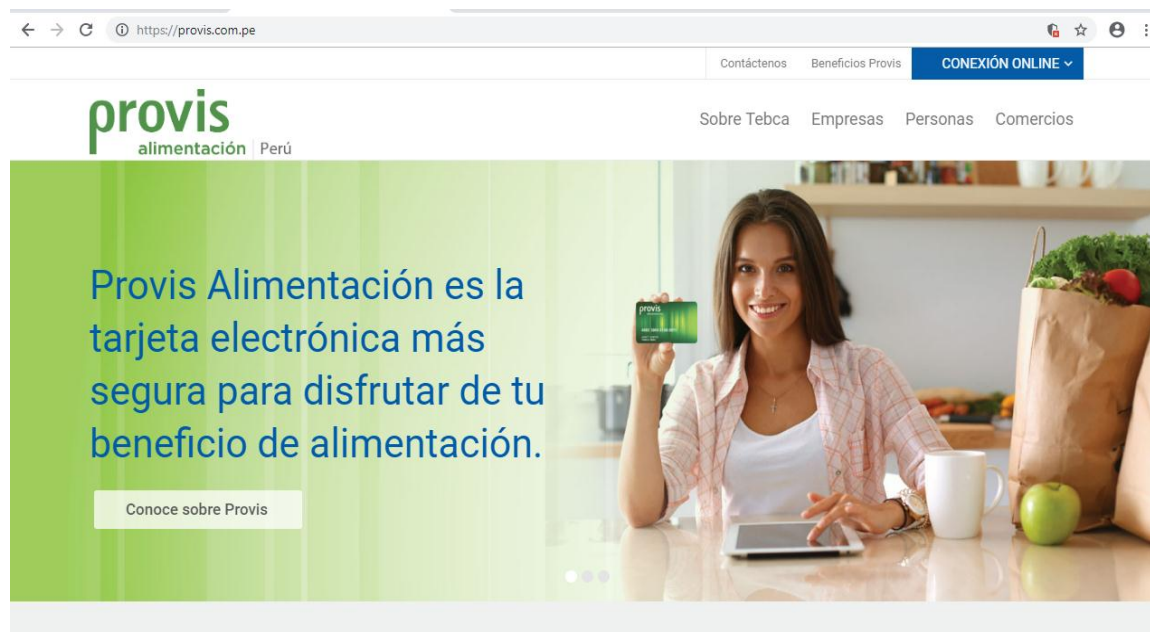 https://provis.com.pe
Contáctenos Beneficios Provis CONEXIÓN ONLINE
provis
alimentación Perú
Sobre Tebca Empresas Personas Comercios
Provis Alimentación es la
tarjeta electrónica más
segura para disfrutar de tu
beneficio de alimentación.
Conoce sobre Provis
provis